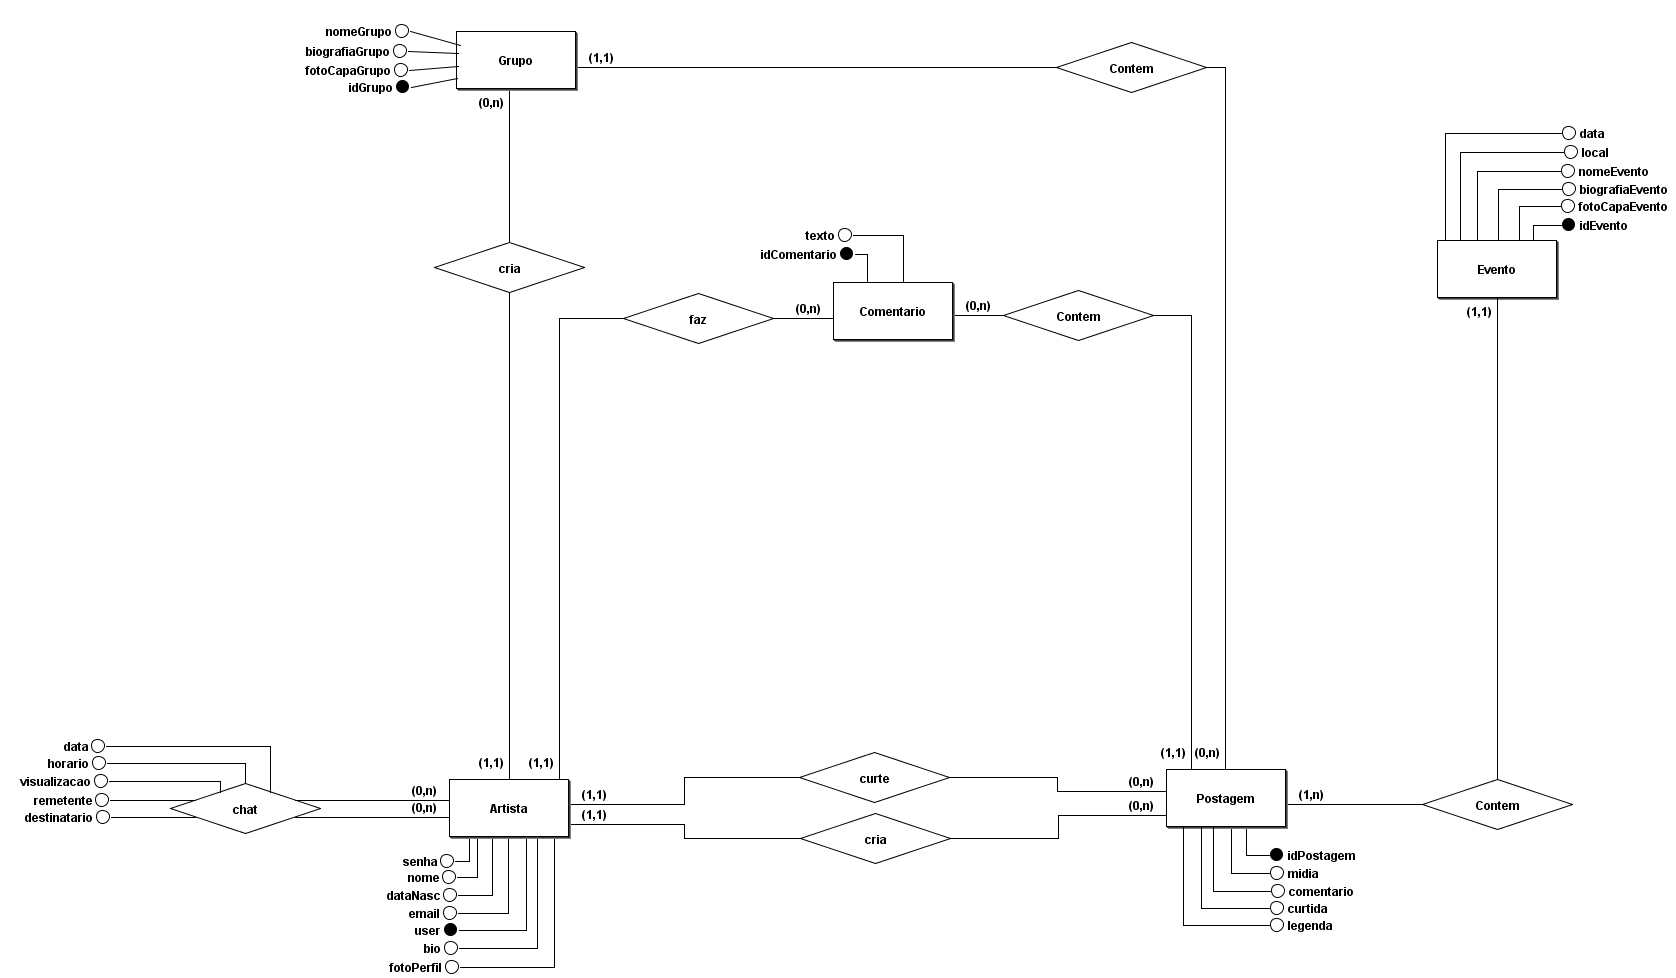 nomeGrupo
biografiaGrupo
fotoCapaGrupo
idGrupo
Grupo
(1,1)
Contem
(0,n)
data
local
nomeEvento
biografiaEvento
fotoCapaEvento
idEvento
Evento
(1,1)
cria
texto
idComentario
faz
(0,n)
Comentario
(0,n)
Contem
(1,1)
(1,1)
(1,1)
(0,n)
data
horario
visualizacao
remetente
destinatario
chat
(0,n)
(0,n)
Artista
(1,1)
(1,1)
curte
cria
(0,n)
(0,n)
Postagem
(1,n)
Contem
senha
nome
dataNasc
email
user
bio
fotoPerfil
idPostagem
midia
comentario
curtida
legenda